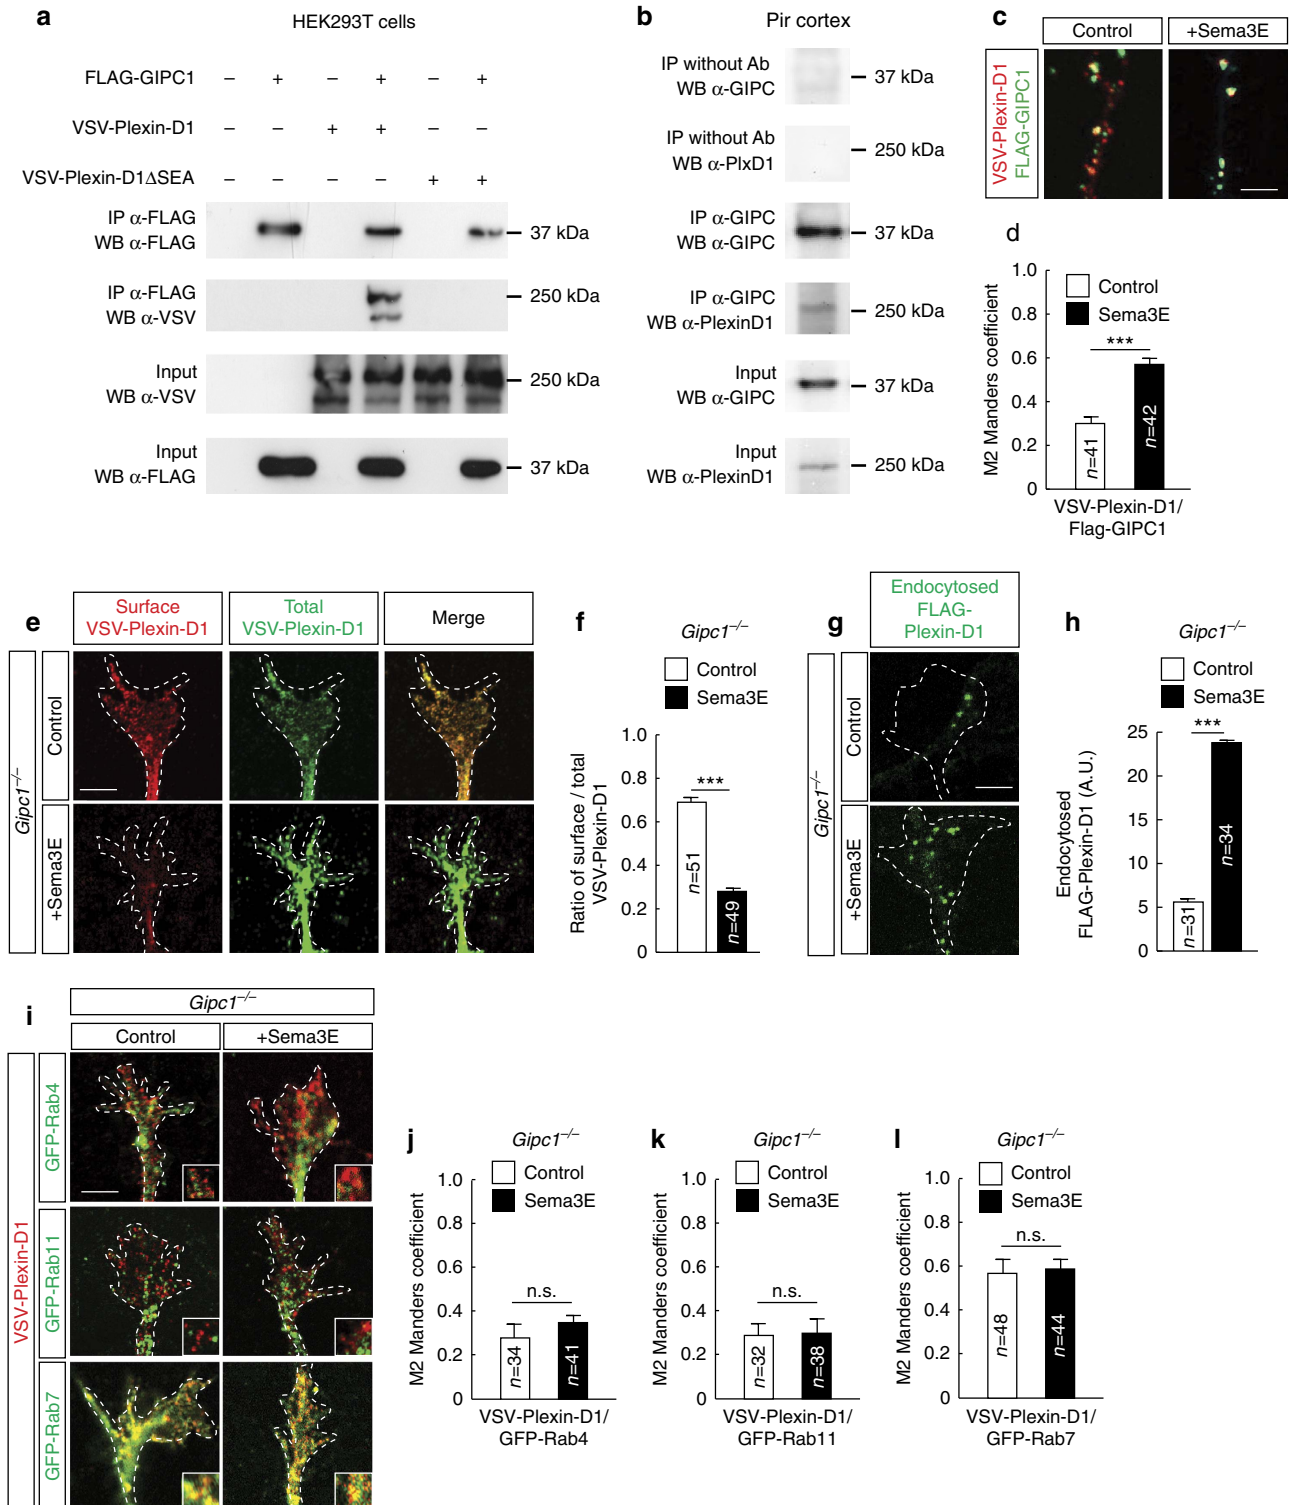 a
HEK293T cells
FLAG-GIPC1 – + – + – +
VSV-Plexin-D1 – – + + – –
VSV-Plexin-D1ΔSEA – – – – + +
IP α-FLAG
WB α-FLAG
37 kDa
IP α-FLAG
WB α-VSV
250 kDa
Input
WB α-VSV
250 kDa
Input
WB α-FLAG
37 kDa
b
Pir cortex
IP without Ab
WB α-GIPC
37 kDa
IP without Ab
WB α-PlxD1
250 kDa
IP α-GIPC
WB α-GIPC
37 kDa
IP α-GIPC
WB α-PlexinD1
250 kDa
Input
WB α-GIPC
37 kDa
Input
WB α-PlexinD1
250 kDa
c
Control
+Sema3E
VSV-Plexin-D1
FLAG-GIPC1
d
Control
Sema3E
M2 Manders coefficient
1.0
0.8
0.6
0.4
0.2
0
***
n=41
n=42
VSV-Plexin-D1/
Flag-GIPC1
e
Surface
VSV-Plexin-D1
Total
VSV-Plexin-D1
Merge
Gipc1–/–
Control
+Sema3E
f
Gipc1–/–
Control
Sema3E
Ratio of surface / total
VSV-Plexin-D1
1.0
0.8
0.6
0.4
0.2
0
***
n=51
n=49
g
Endocytosed
FLAG-
Plexin-D1
Gipc1–/–
Control
+Sema3E
h
Gipc1–/–
Control
Sema3E
Endocytosed
FLAG-Plexin-D1 (A.U.)
25
20
15
10
5
0
***
n=31
n=34
i
Gipc1–/–
Control
+Sema3E
VSV-Plexin-D1
GFP-Rab4
GFP-Rab11
GFP-Rab7
j
Gipc1–/–
Control
Sema3E
M2 Manders coefficient
1.0
0.8
0.6
0.4
0.2
0
n.s.
n=34
n=41
VSV-Plexin-D1/
GFP-Rab4
k
Gipc1–/–
Control
Sema3E
M2 Manders coefficient
1.0
0.8
0.6
0.4
0.2
0
n.s.
n=32
n=38
VSV-Plexin-D1/
GFP-Rab11
l
Gipc1–/–
Control
Sema3E
M2 Manders coefficient
1.0
0.8
0.6
0.4
0.2
0
n.s.
n=48
n=44
VSV-Plexin-D1/
GFP-Rab7